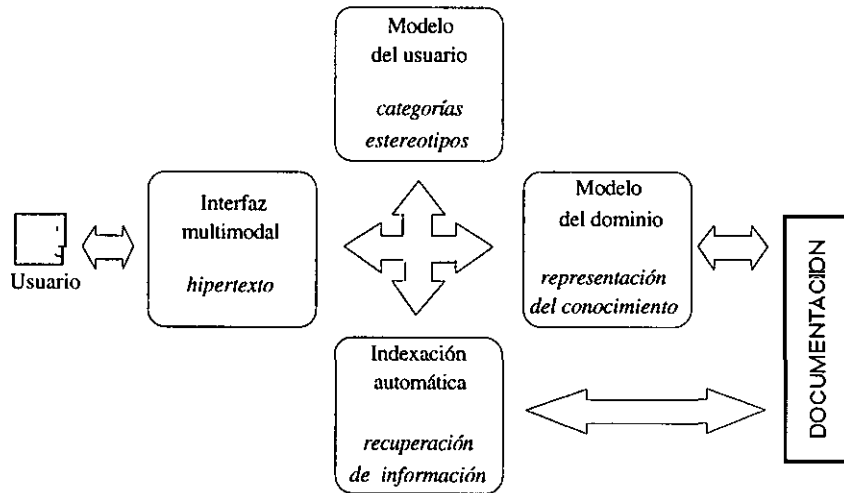 Modelo
del usuario
categorías
estereotipos
Usuario
Interfaz
multimodal
hipertexto
Modelo
del dominio
representación
del conocimiento
Indexación
automática
recuperación
de información
DOCUMENTACION